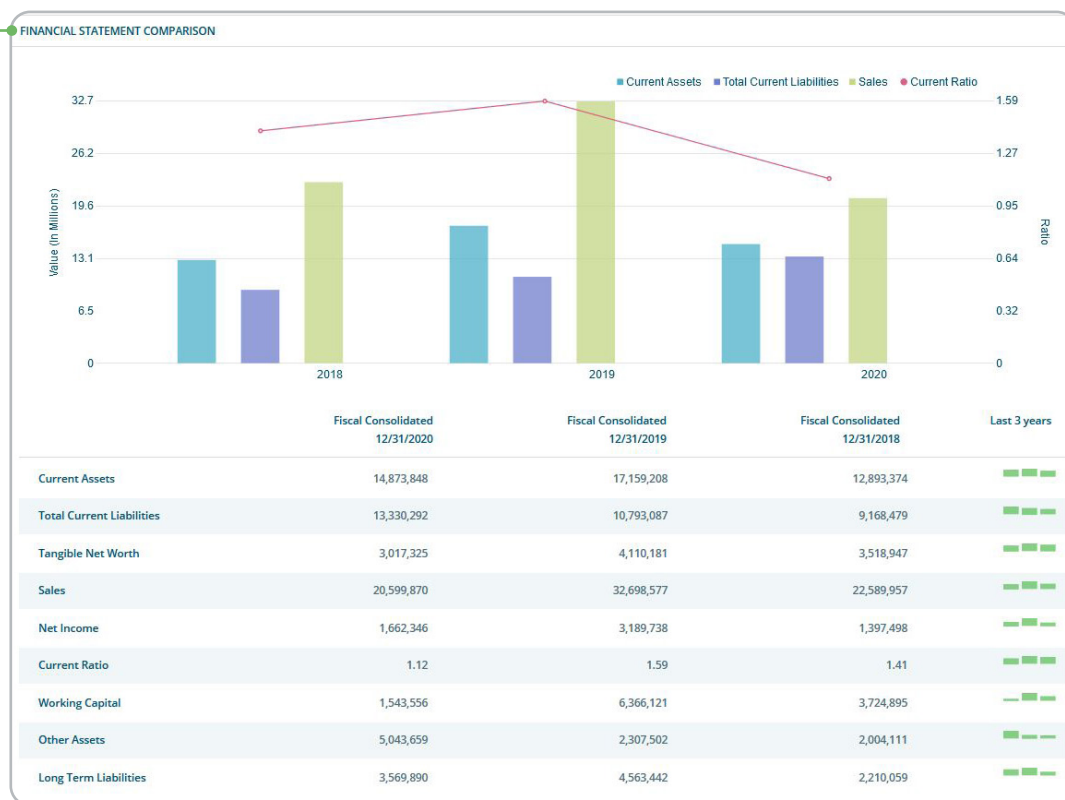 FINANCIAL STATEMENT COMPARISON
Current Assets Total Current Liabilities Sales Current Ratio
32.7 1.59
26.2 1.27
19.6 0.95
Value (In Millions) Ratio
13.1 0.64
6.5 0.32
0 0
2018 2019 2020
Fiscal Consolidated Fiscal Consolidated Fiscal Consolidated Last 3 years
12/31/2020 12/31/2019 12/31/2018
Current Assets 14,873,848 17,159,208 12,893,374
Total Current Liabilities 13,330,292 10,793,087 9,168,479
Tangible Net Worth 3,017,325 4,110,181 3,518,947
Sales 20,599,870 32,698,577 22,589,957
Net Income 1,662,346 3,189,738 1,397,498
Current Ratio 1.12 1.59 1.41
Working Capital 1,543,556 6,366,121 3,724,895
Other Assets 5,043,659 2,307,502 2,004,111
Long Term Liabilities 3,569,890 4,563,442 2,210,059